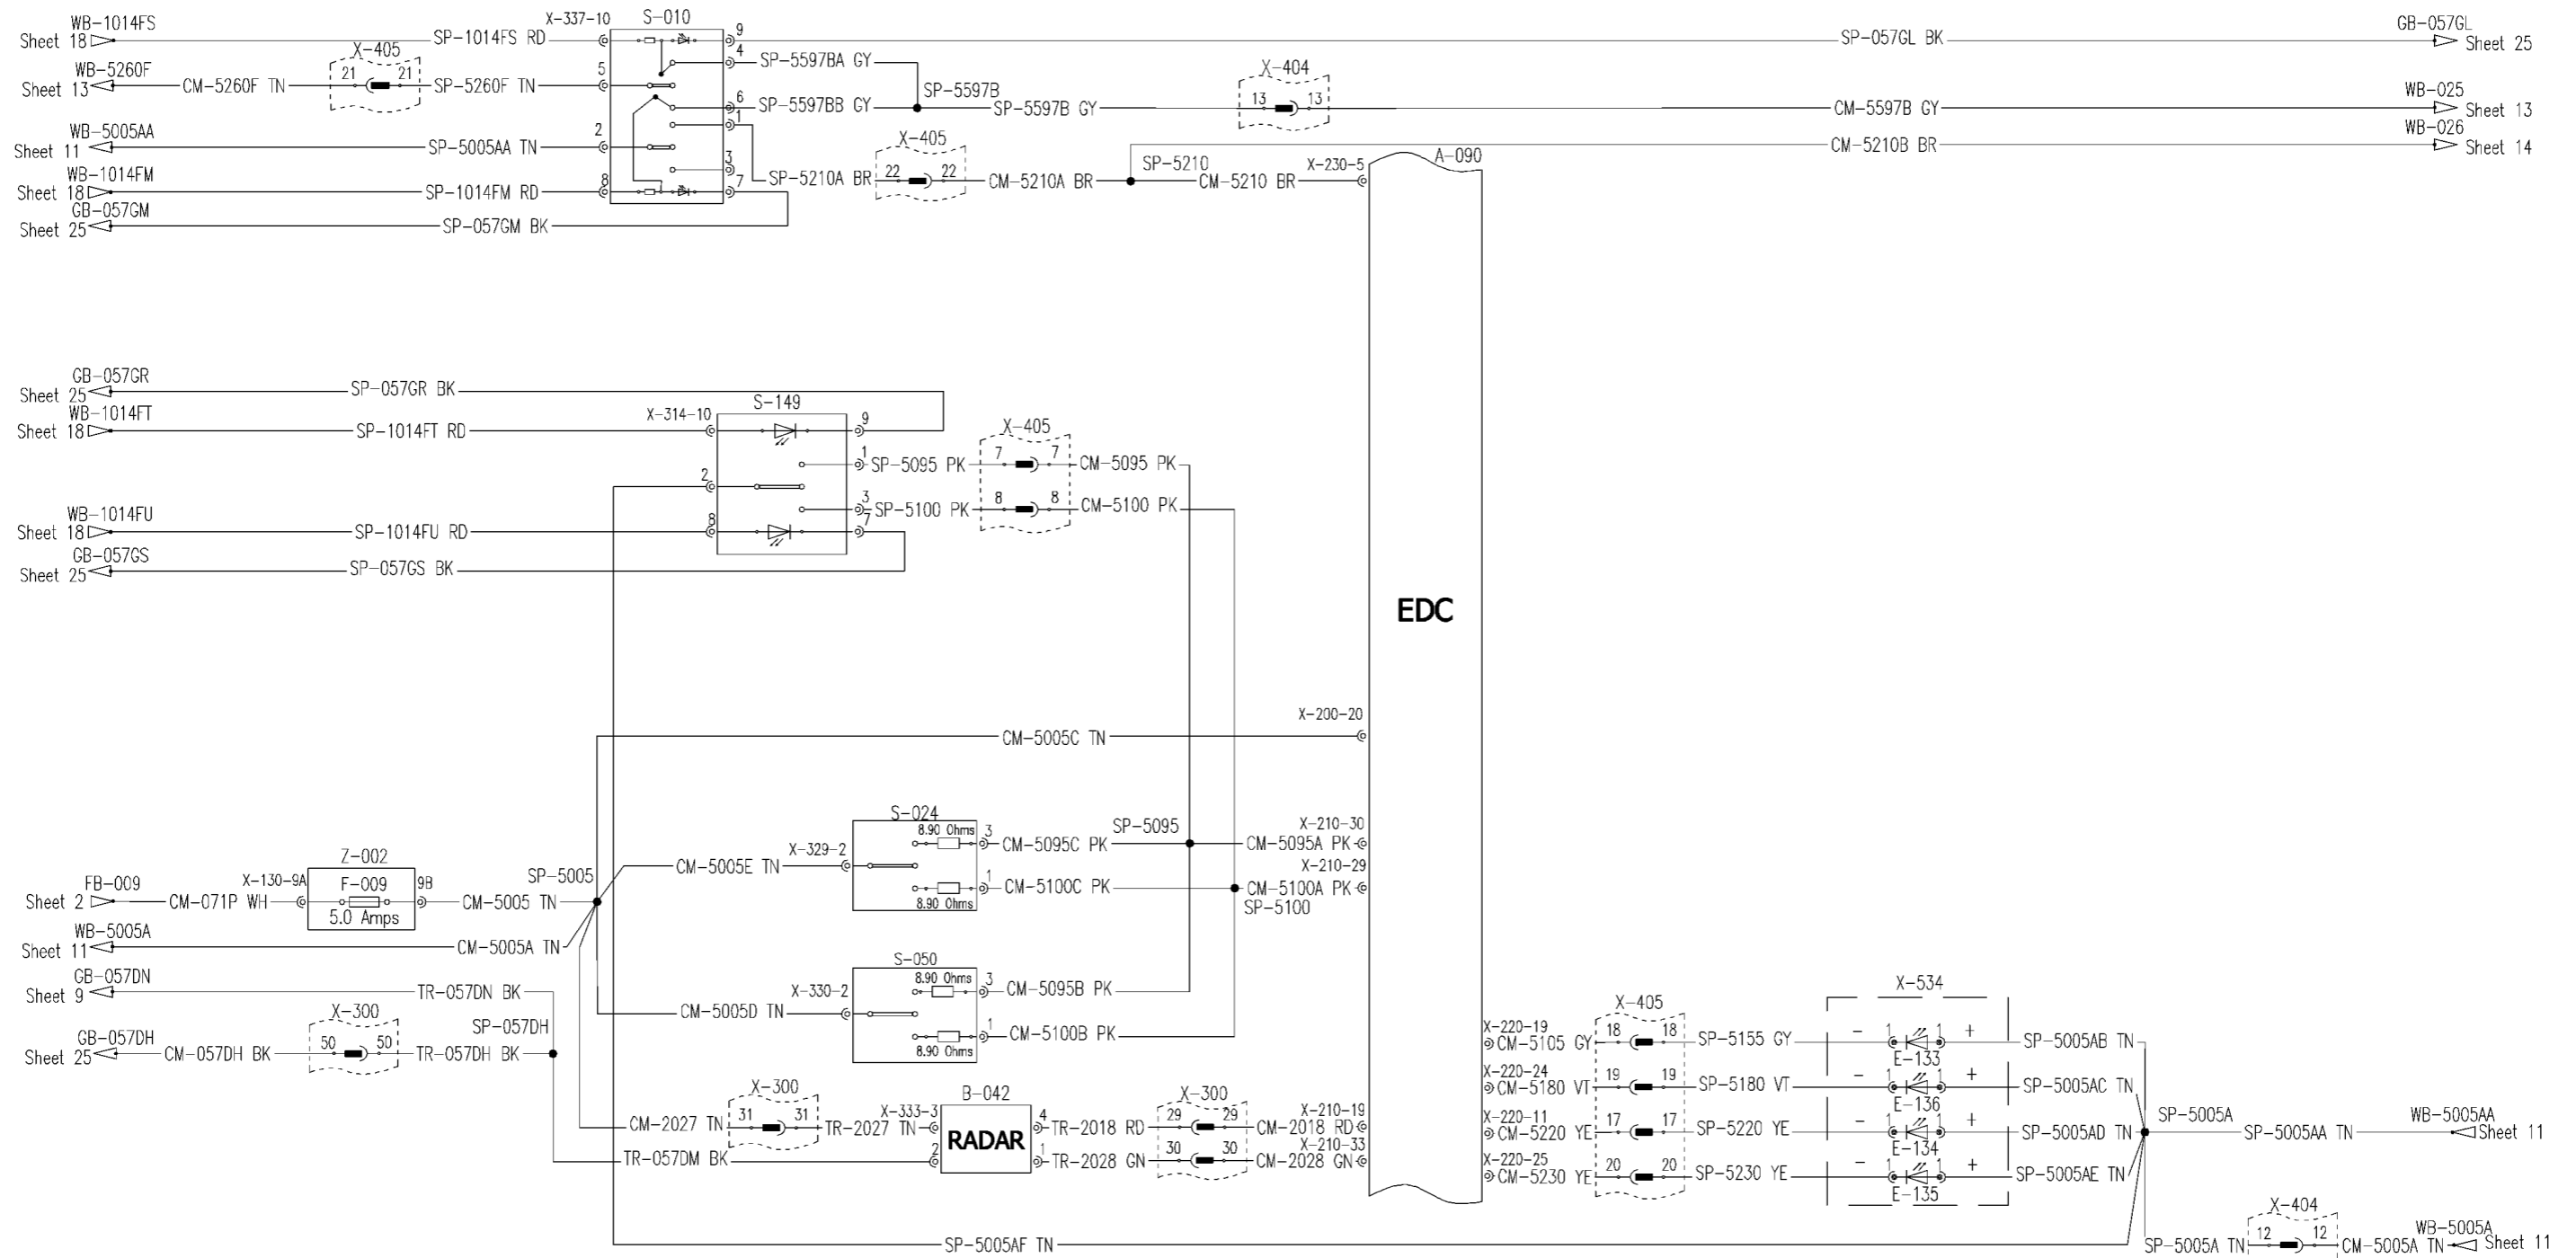 WB-1014FS
Sheet 18
SP-1014FS RD
X-337-10
S-010
9
SP-057GL BK
GB-057GL
Sheet 25
X-405
4
SP-5597BA GY
WB-5260F
Sheet 13
CM-5260F TN
21 21
SP-5260F TN
5
X-404
SP-5597B
6
SP-5597BB GY
SP-5597B GY
13 13
CM-5597B GY
WB-025
Sheet 13
1
WB-5005AA
Sheet 11
SP-5005AA TN
2
X-405
CM-5210B BR
WB-026
Sheet 14
3
SP-5210
X-230-5
A-090
WB-1014FM
Sheet 18
SP-1014FM RD
8
7
SP-5210A BR
22 22
CM-5210A BR
CM-5210 BR
GB-057GM
Sheet 25
SP-057GM BK
GB-057GR
Sheet 25
SP-057GR BK
WB-1014FT
Sheet 18
SP-1014FT RD
X-314-10
S-149
9
X-405
1
SP-5095 PK
7 7
CM-5095 PK
2
3
SP-5100 PK
8 8
CM-5100 PK
WB-1014FU
Sheet 18
SP-1014FU RD
8
7
GB-057GS
Sheet 25
SP-057GS BK
EDC
X-200-20
CM-5005C TN
S-024
8.90 Ohms
3
CM-5095C PK
SP-5095
X-210-30
CM-5095A PK
X-329-2
CM-5005E TN
X-210-29
8.90 Ohms
1
CM-5100C PK
CM-5100A PK
SP-5100
Z-002
FB-009
Sheet 2
CM-071P WH
X-130-9A
F-009
5.0 Amps
9B
CM-5005 TN
SP-5005
WB-5005A
Sheet 11
CM-5005A TN
GB-057DN
Sheet 9
TR-057DN BK
S-050
8.90 Ohms
3
CM-5095B PK
X-330-2
CM-5005D TN
8.90 Ohms
1
CM-5100B PK
X-300
SP-057DH
GB-057DH
Sheet 25
CM-057DH BK
50 50
TR-057DH BK
X-300
X-333-3
B-042
CM-2027 TN
31 31
TR-2027 TN
RADAR
4
TR-2018 RD
X-300
29 29
CM-2018 RD
X-210-19
TR-057DM BK
2
1
TR-2028 GN
30 30
CM-2028 GN
X-210-33
X-405
X-534
X-220-19
CM-5105 GY
18 18
SP-5155 GY
- 1 1 +
E-133
SP-5005AB TN
X-220-24
CM-5180 VT
19 19
SP-5180 VT
- 1 1 +
E-136
SP-5005AC TN
X-220-11
CM-5220 YE
17 17
SP-5220 YE
- 1 1 +
E-134
SP-5005AD TN
SP-5005A
SP-5005AA TN
WB-5005AA
Sheet 11
X-220-25
CM-5230 YE
20 20
SP-5230 YE
- 1 1 +
E-135
SP-5005AE TN
SP-5005AF TN
X-404
SP-5005A TN
12 12
CM-5005A TN
WB-5005A
Sheet 11